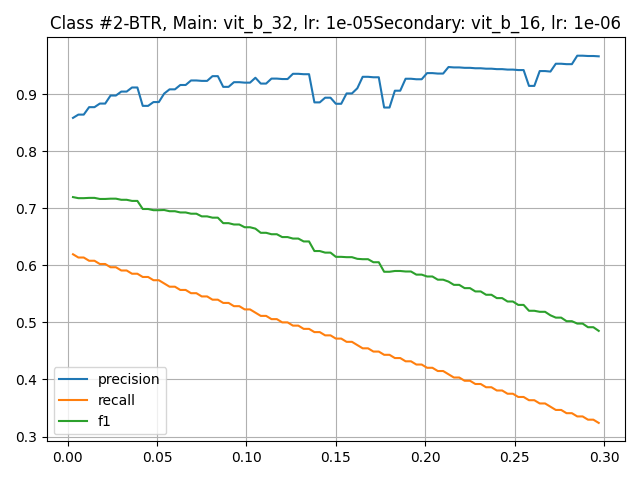 Class #2-BTR, Main: vit_b_32, lr: 1e-05Secondary: vit_b_16, lr: 1e-06
0.9
0.8
0.7
0.6
0.5
0.4
0.3
precision
recall
f1
0.00 0.05 0.10 0.15 0.20 0.25 0.30